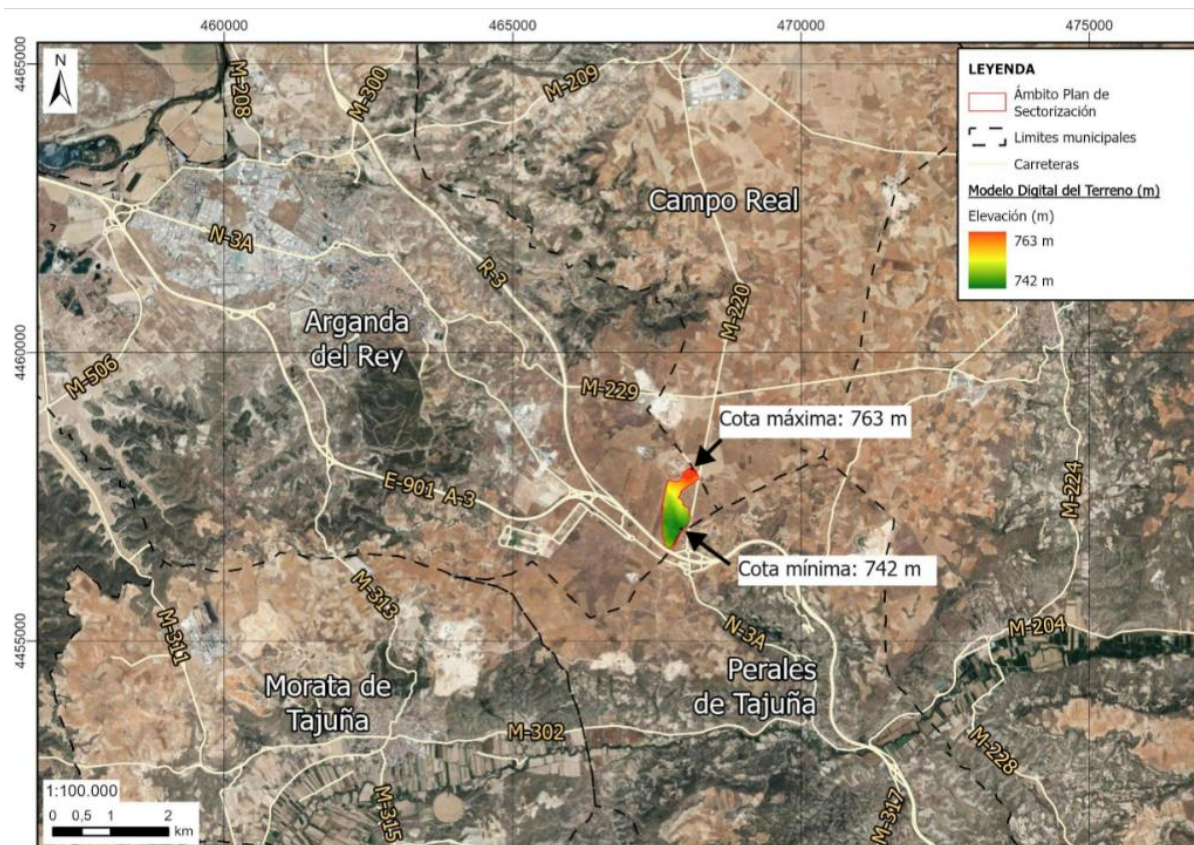 460000
465000
470000
475000
4465000
4460000
4455000
N
M-208
M-300
M-209
LEYENDA
Ámbito Plan de
Sectorización
Limites municipales
Carreteras
Modelo Digital del Terreno (m)
Elevación (m)
763 m
742 m
Campo Real
N-3A
R-3
M-220
Arganda
del Rey
M-506
M-229
Cota máxima: 763 m
E-901 A-3
M-224
Cota mínima: 742 m
M-313
M-311
N-3A
M-204
Perales
de Tajuña
Morata de
Tajuña
M-302
M-228
1:100.000
0 0,5 1 2
km
M-315
M-317